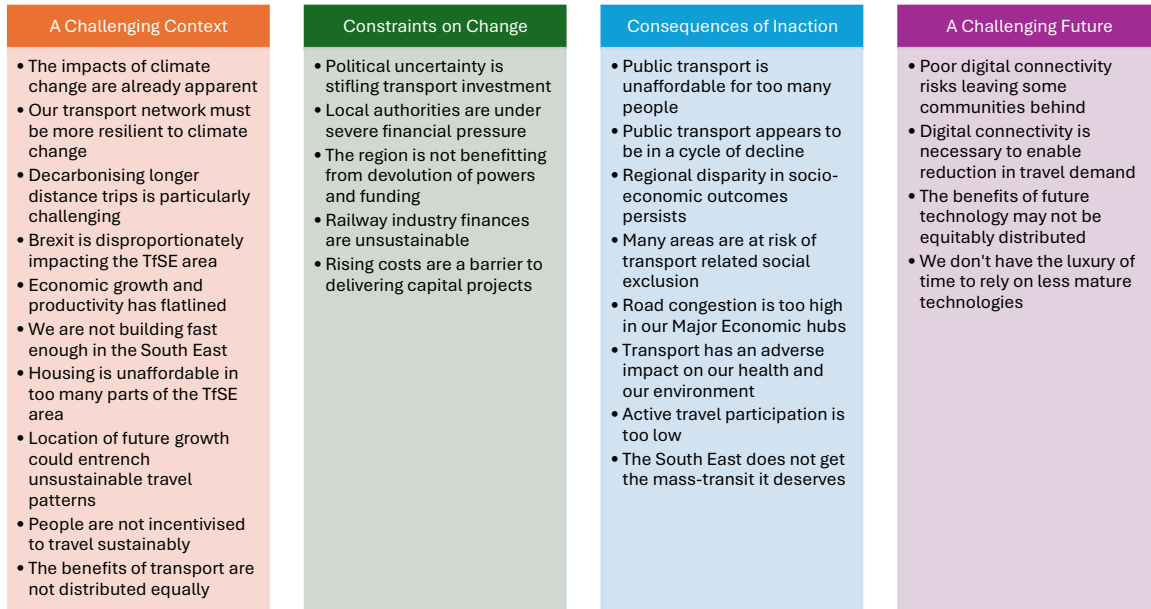 A Challenging Context
• The impacts of climate
change are already apparent
• Our transport network must
be more resilient to climate
change
• Decarbonising longer
distance trips is particularly
challenging
• Brexit is disproportionately
impacting the TfSE area
• Economic growth and
productivity has flatlined
• We are not building fast
enough in the South East
• Housing is unaffordable in
too many parts of the TfSE
area
• Location of future growth
could entrench
unsustainable travel
patterns
• People are not incentivised
to travel sustainably
• The benefits of transport are
not distributed equally
Constraints on Change
• Political uncertainty is
stifling transport investment
• Local authorities are under
severe financial pressure
• The region is not benefitting
from devolution of powers
and funding
• Railway industry finances
are unsustainable
• Rising costs are a barrier to
delivering capital projects
Consequences of Inaction
• Public transport is
unaffordable for too many
people
• Public transport appears to
be in a cycle of decline
• Regional disparity in socio-
economic outcomes
persists
• Many areas are at risk of
transport related social
exclusion
• Road congestion is too high
in our Major Economic hubs
• Transport has an adverse
impact on our health and
our environment
• Active travel participation is
too low
• The South East does not get
the mass-transit it deserves
A Challenging Future
• Poor digital connectivity
risks leaving some
communities behind
• Digital connectivity is
necessary to enable
reduction in travel demand
• The benefits of future
technology may not be
equitably distributed
• We don't have the luxury of
time to rely on less mature
technologies